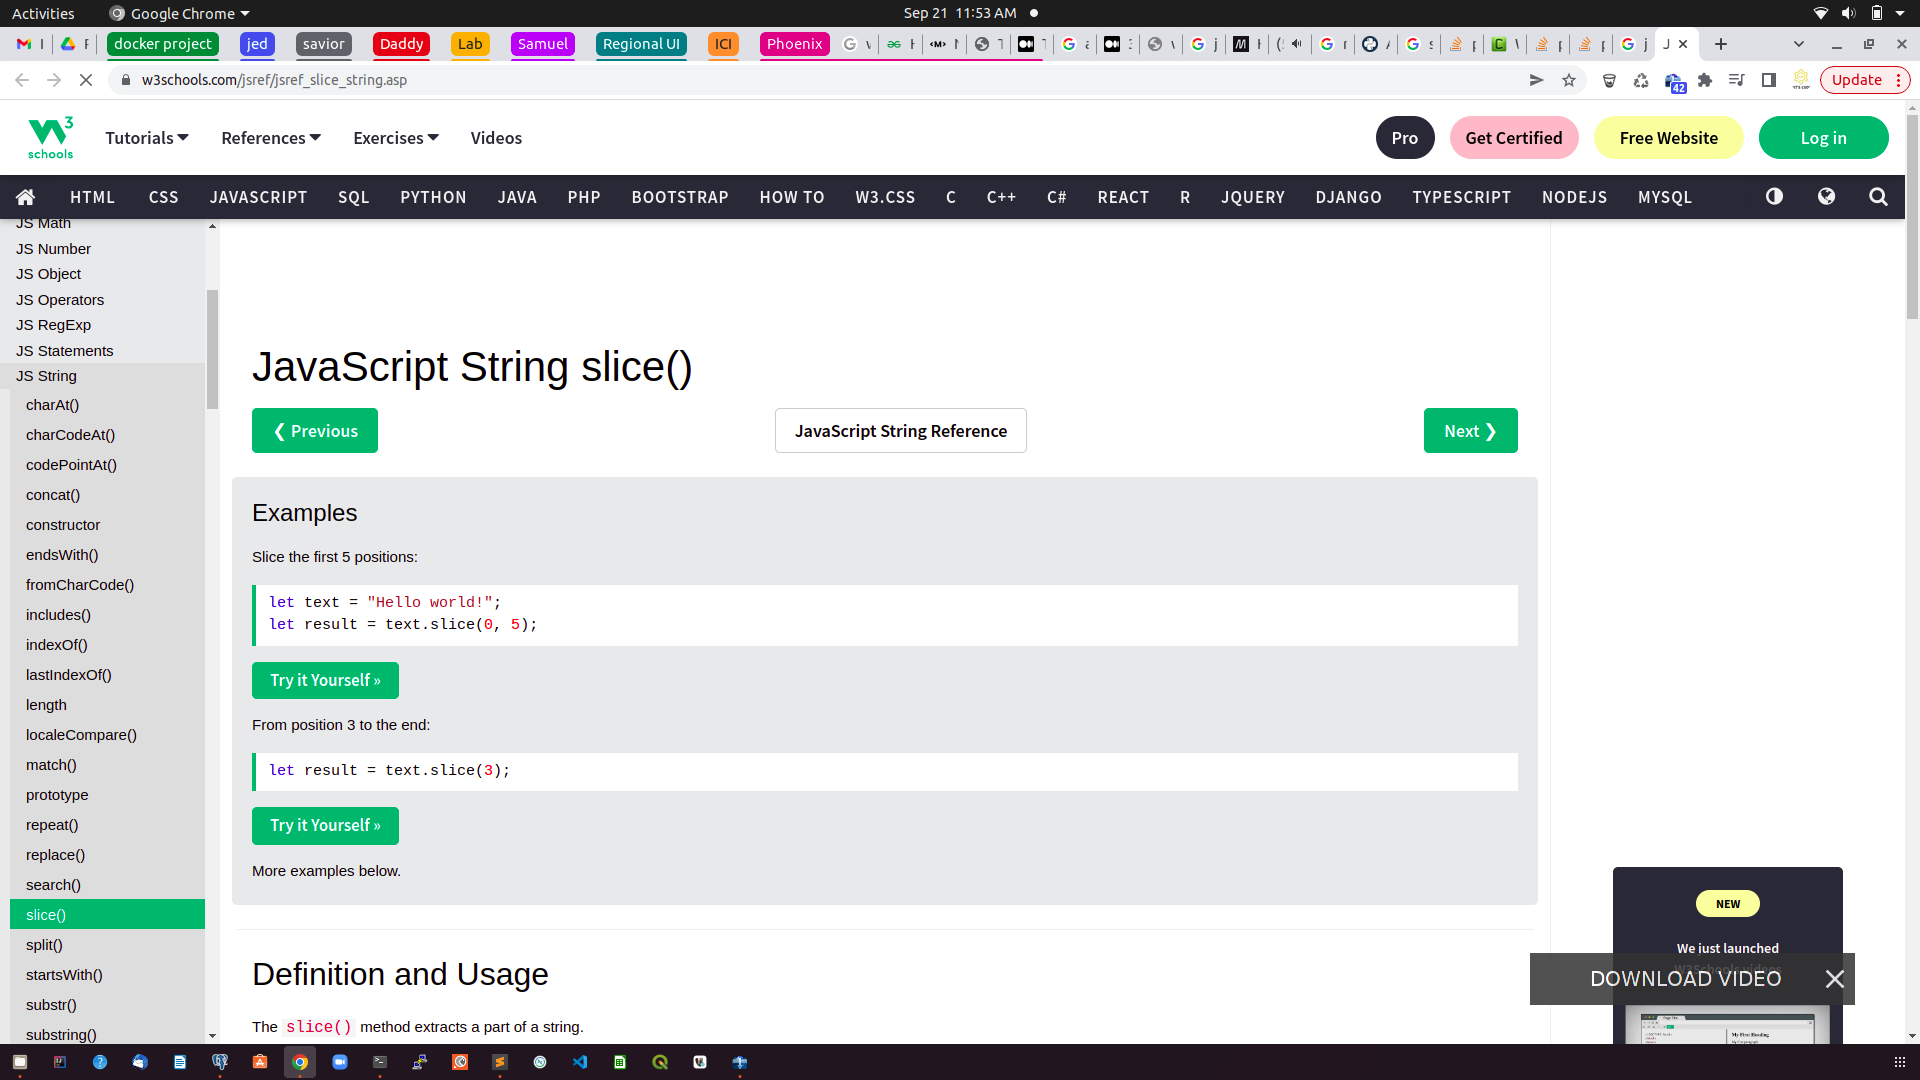 Activities
Google Chrome
Sep 21 11:53 AM
docker project
jed
savior
Daddy
Lab
Samuel
Regional UI
ICI
Phoenix
w3schools.com/jsref/jsref_slice_string.asp
42
Update
3
schools
Tutorials
References
Exercises
Videos
Pro
Get Certified
Free Website
Log in
HTML
CSS
JAVASCRIPT
SQL
PYTHON
JAVA
PHP
BOOTSTRAP
HOW TO
W3.CSS
C
C++
C#
REACT
R
JQUERY
DJANGO
TYPESCRIPT
NODEJS
MYSQL
JS Math
JS Number
JS Object
JS Operators
JS RegExp
JS Statements
JS String
charAt()
charCodeAt()
codePointAt()
concat()
constructor
endsWith()
fromCharCode()
includes()
indexOf()
lastIndexOf()
length
localeCompare()
match()
prototype
repeat()
replace()
search()
slice()
split()
startsWith()
substr()
substring()
JavaScript String slice()
❮ Previous
JavaScript String Reference
Next ❯
Examples
Slice the first 5 positions:
let text = "Hello world!";
let result = text.slice(0, 5);
Try it Yourself »
From position 3 to the end:
let result = text.slice(3);
Try it Yourself »
More examples below.
Definition and Usage
The slice() method extracts a part of a string.
NEW
We just launched
DOWNLOAD VIDEO
My First Heading